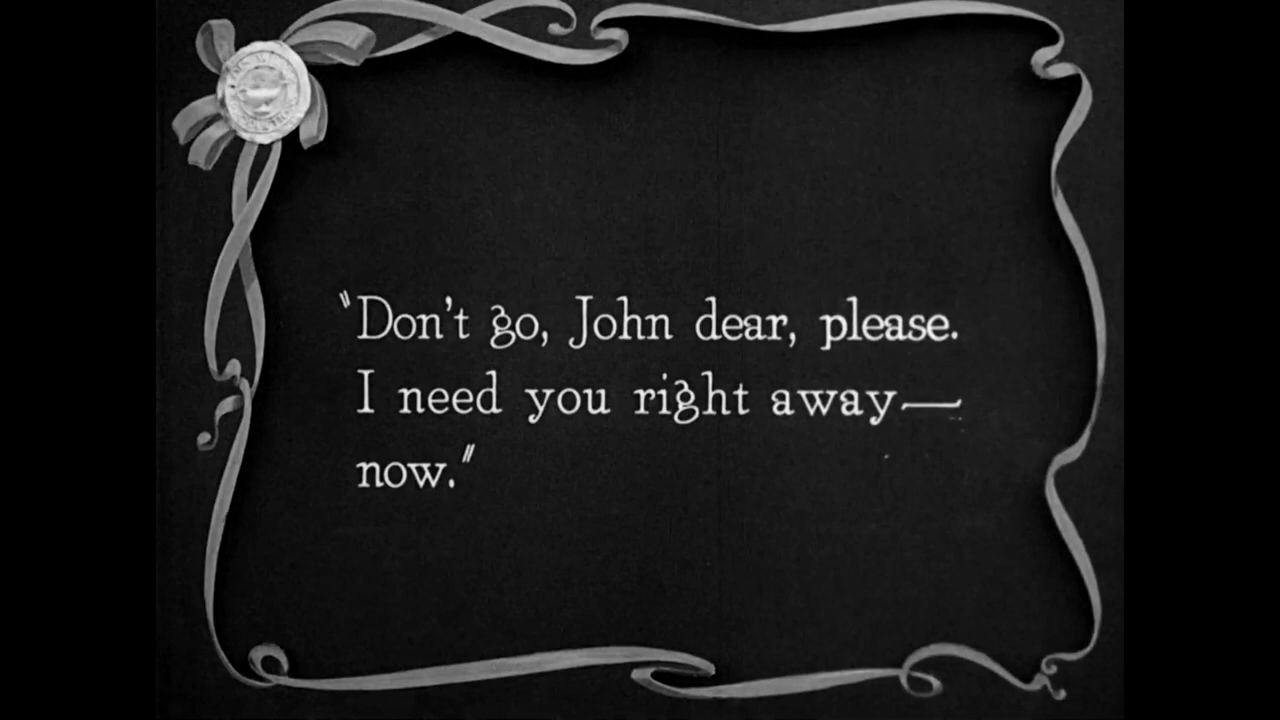 "Don't go, John dear, please.
I need you right away—
now."